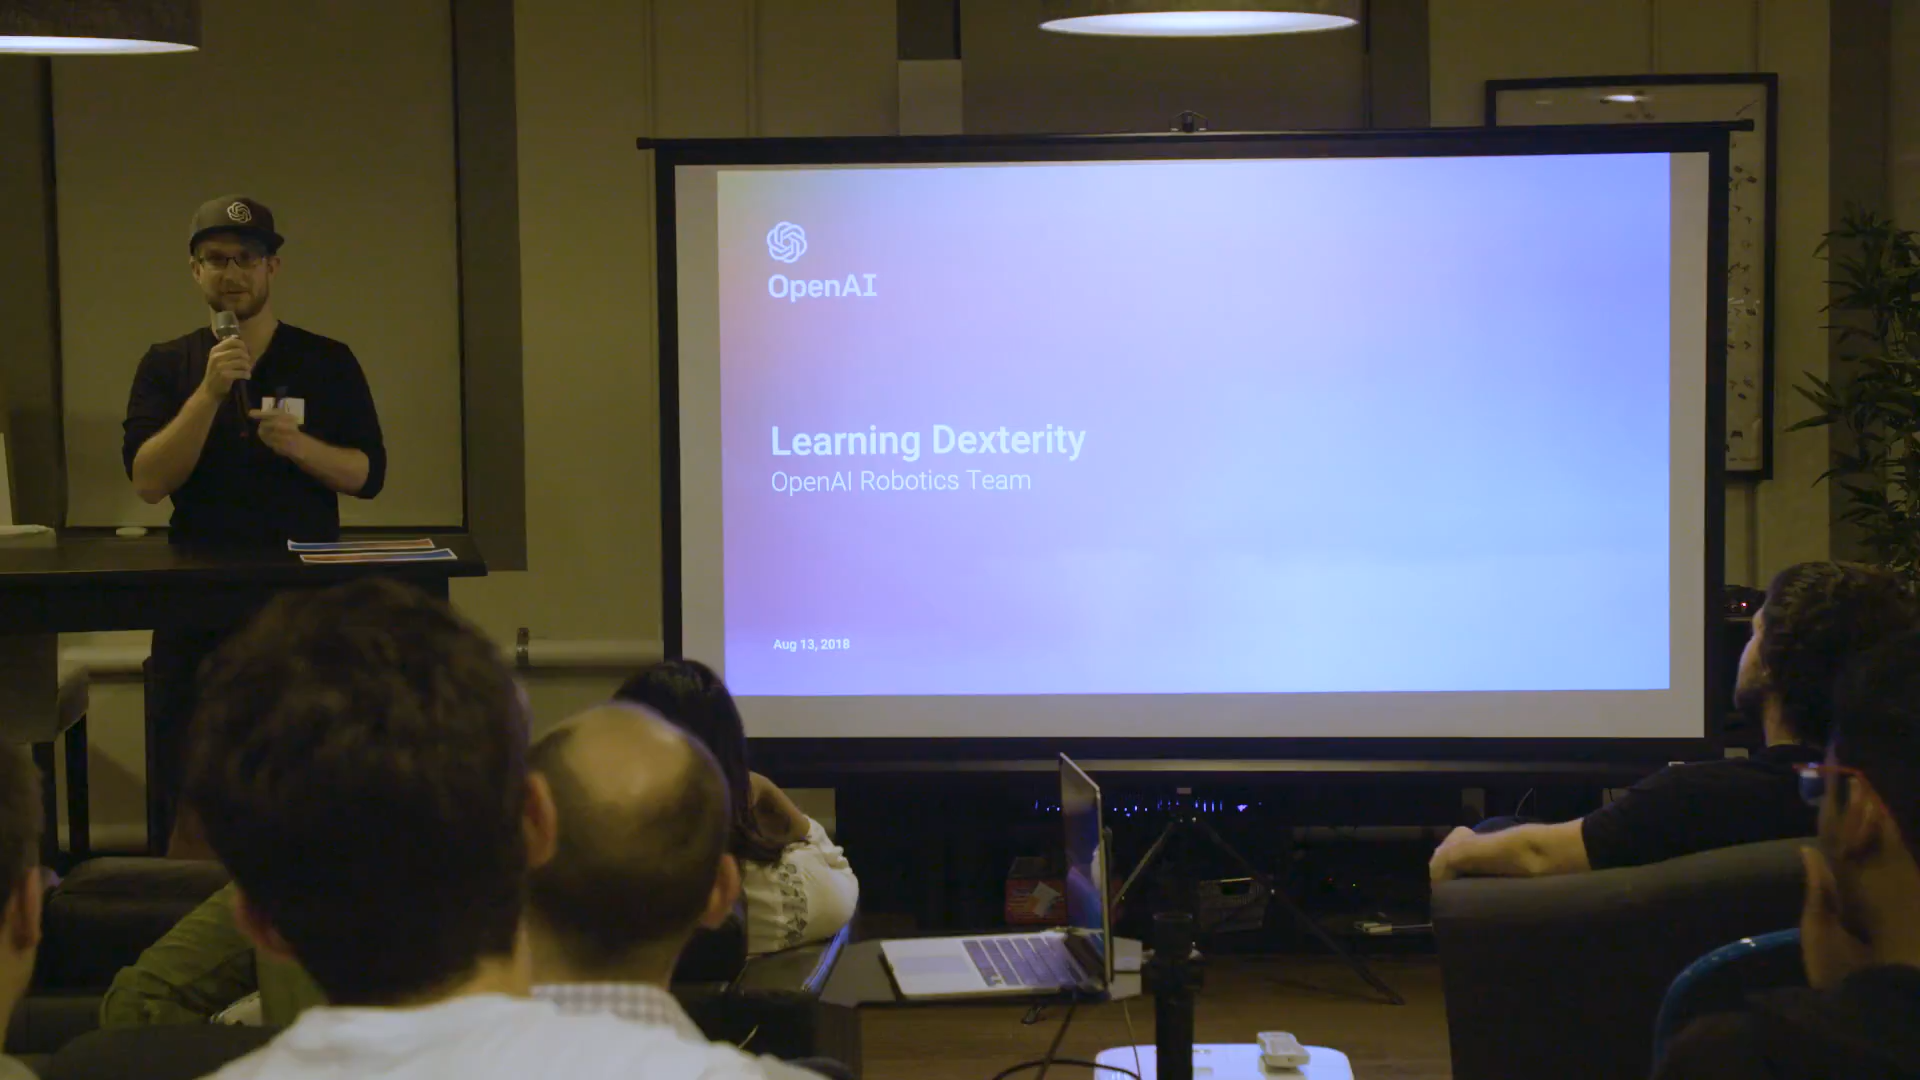 OpenAI
Learning Dexterity
OpenAI Robotics Team
Aug 13, 2018